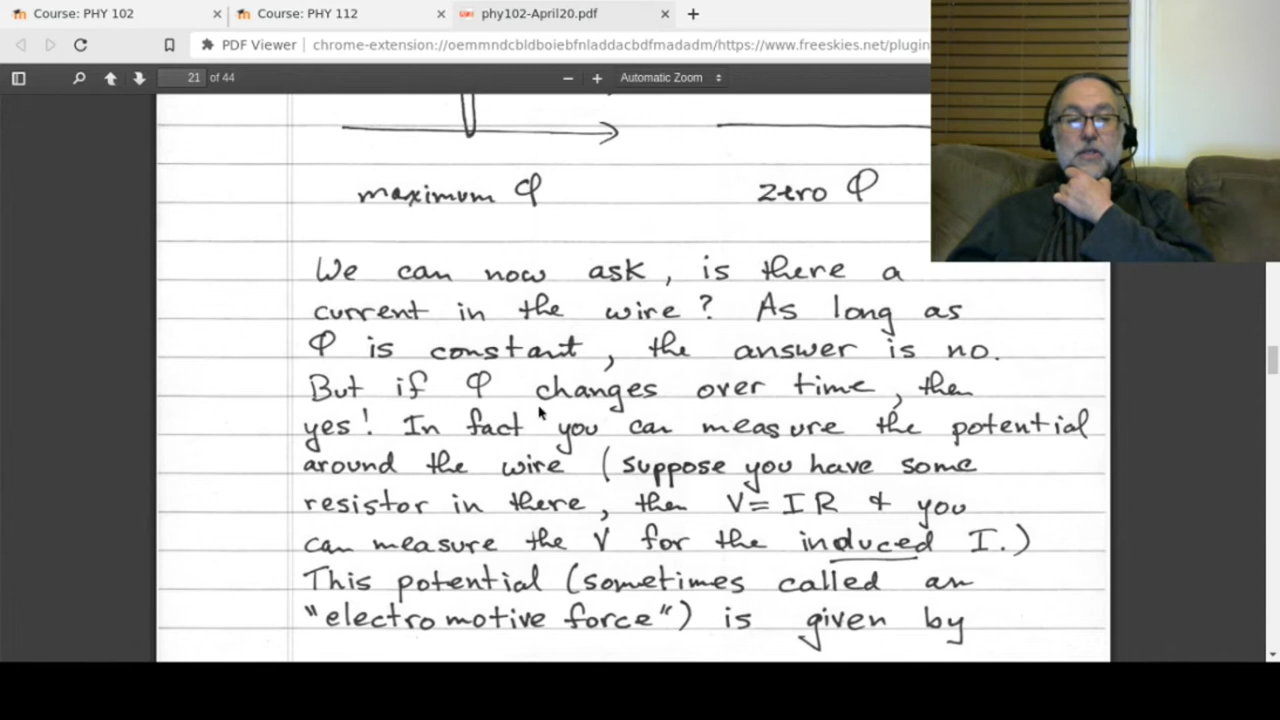 Course: PHY 102
Course: PHY 112
phy102-April20.pdf
PDF Viewer
chrome-extension://oemmndcbldboiebfnladdacbdfmadadm/https://www.freeskies.net/plugin
21 of 44
Automatic Zoom
maximum Φ
zero Φ
We can now ask, is there a
current in the wire? As long as
Φ is constant, the answer is no.
But if Φ changes over time, then
yes! In fact you can measure the potential
around the wire (suppose you have some
resistor in there, then V=IR & you
can measure the V for the induced I.)
This potential (sometimes called an
"electromotive force") is given by